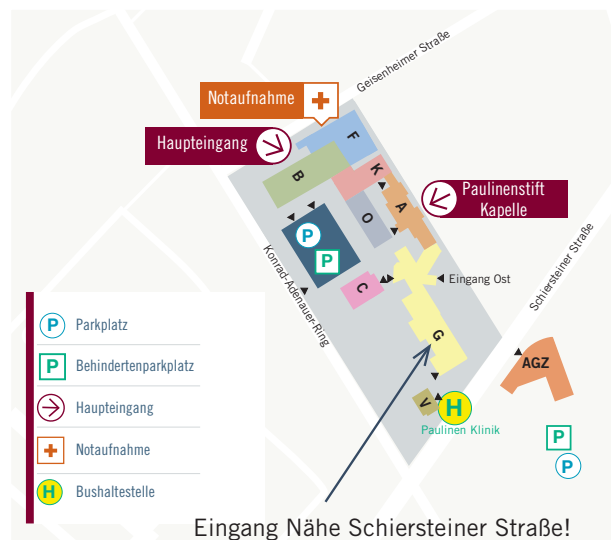 Geisenheimer Straße
Notaufnahme
Haupteingang
F
B
K
Paulinenstift
Kapelle
A
O
P
P
Konrad-Adenauer-Ring
Schiersteiner Straße
C
Eingang Ost
G
AGZ
V
H
Paulinen Klinik
P
P
P Parkplatz
P Behindertenparkplatz
Haupteingang
Notaufnahme
H Bushaltestelle
Eingang Nähe Schiersteiner Straße!